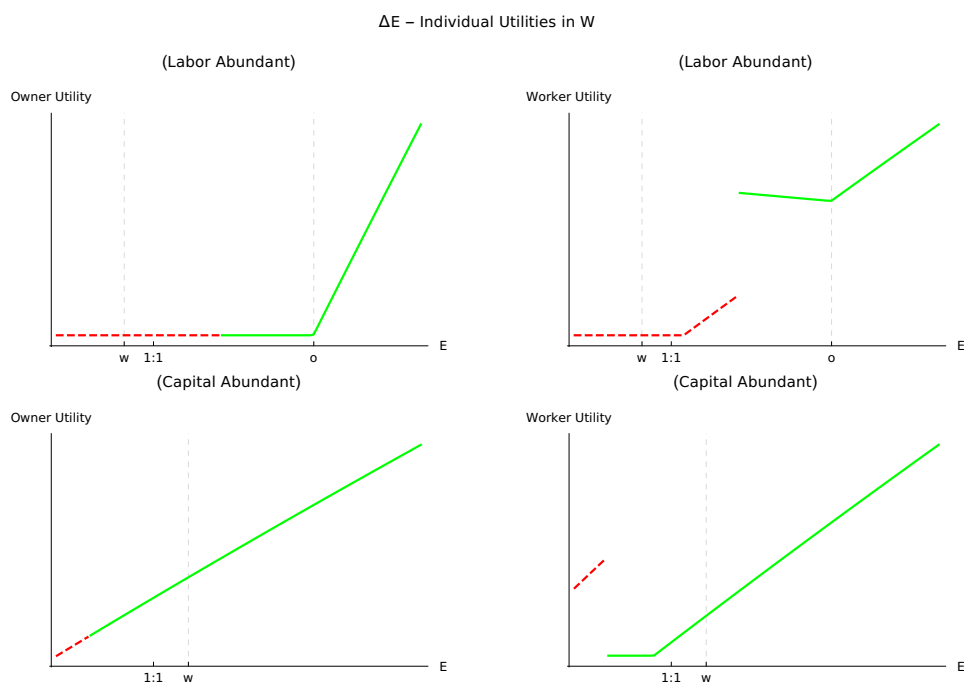 ΔE – Individual Utilities in W
(Labor Abundant)
Owner Utility
E
w 1:1 o
(Labor Abundant)
Worker Utility
E
w 1:1 o
(Capital Abundant)
Owner Utility
E
1:1 w
(Capital Abundant)
Worker Utility
E
1:1 w